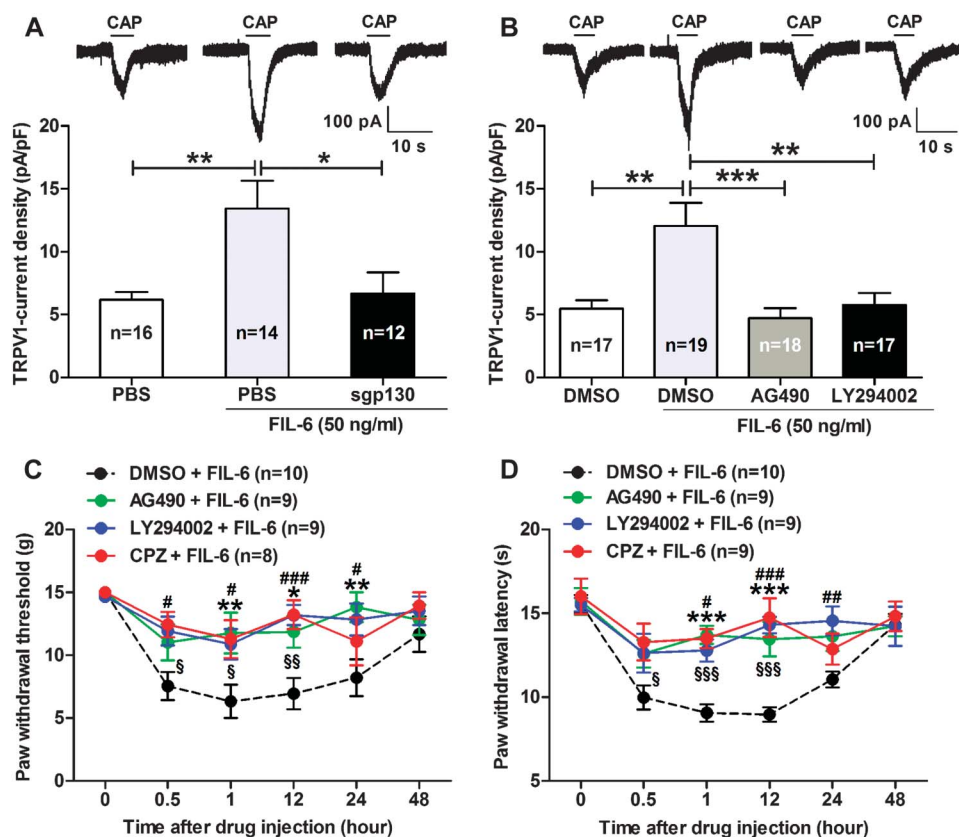 A
CAP CAP CAP
100 pA
10 s
TRPV1-current density (pA/pF)
20
15
10
5
0
** *
n=16 n=14 n=12
PBS PBS sgp130
FIL-6 (50 ng/ml)
B
CAP CAP CAP CAP
100 pA
10 s
TRPV1-current density (pA/pF)
20
15
10
5
0
**
** ***
n=17 n=19 n=18 n=17
DMSO DMSO AG490 LY294002
FIL-6 (50 ng/ml)
C
DMSO + FIL-6 (n=10)
AG490 + FIL-6 (n=9)
LY294002 + FIL-6 (n=9)
CPZ + FIL-6 (n=8)
Paw withdrawal threshold (g)
20
15
10
5
0
# # ### #
** * **
§ § §§
0 0.5 1 12 24 48
Time after drug injection (hour)
D
DMSO + FIL-6 (n=10)
AG490 + FIL-6 (n=9)
LY294002 + FIL-6 (n=9)
CPZ + FIL-6 (n=9)
Paw withdrawal latency (s)
20
15
10
5
# ### ##
*** ***
§ §§§ §§§
0 0.5 1 12 24 48
Time after drug injection (hour)